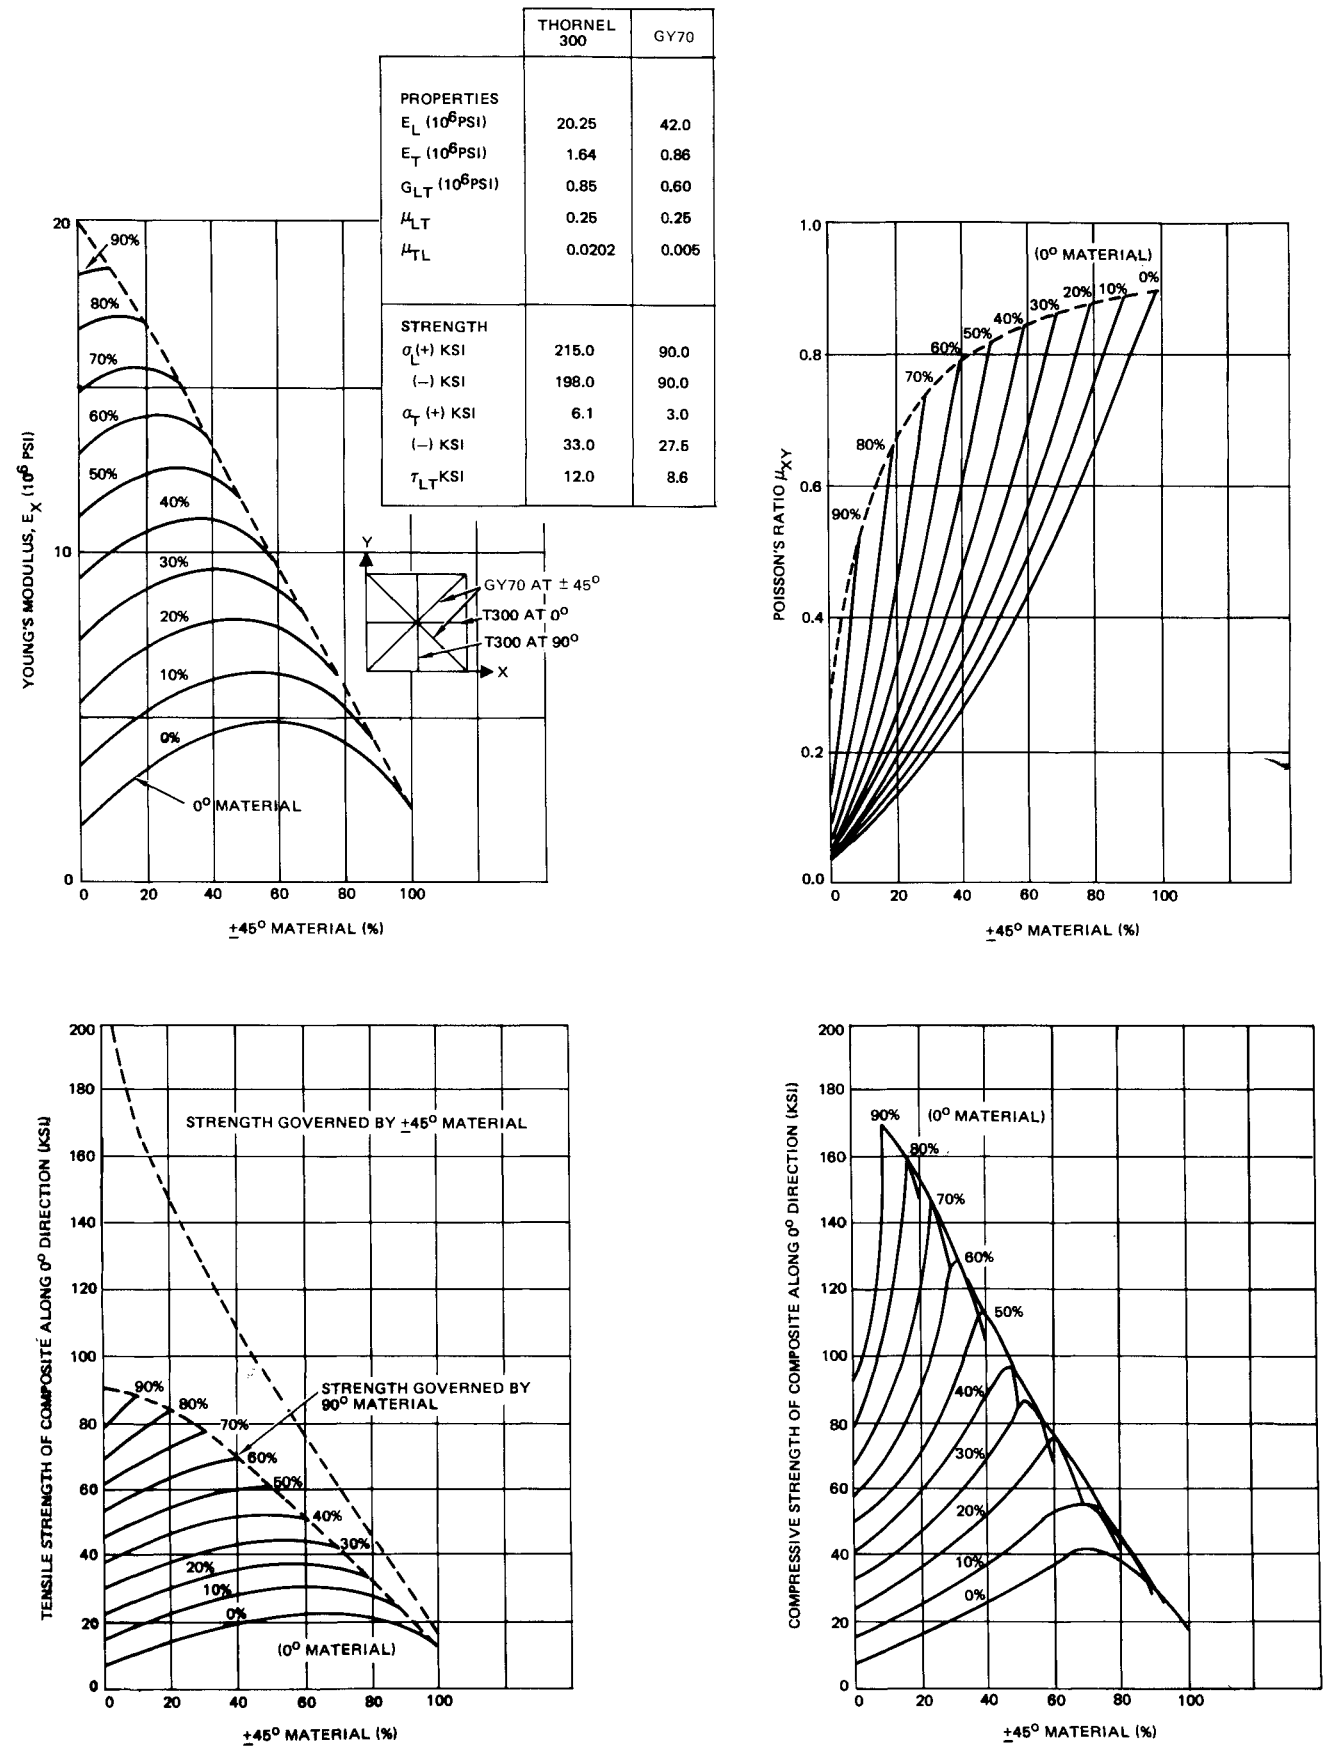 THORNEL 300 GY70
PROPERTIES
E_L (10^6 PSI) 20.25 42.0
E_T (10^6 PSI) 1.64 0.86
G_LT (10^6 PSI) 0.85 0.60
μ_LT 0.25 0.25
μ_TL 0.0202 0.005
STRENGTH
σ_L (+) KSI 215.0 90.0
(−) KSI 198.0 90.0
σ_T (+) KSI 6.1 3.0
(−) KSI 33.0 27.5
τ_LT KSI 12.0 8.6
YOUNG'S MODULUS, E_X (10^6 PSI)
20
10
0
90%
80%
70%
60%
50%
40%
30%
20%
10%
0%
0° MATERIAL
Y
X
GY70 AT ± 45°
T300 AT 0°
T300 AT 90°
0 20 40 60 80 100
±45° MATERIAL (%)
POISSON'S RATIO μ_XY
1.0
0.8
0.6
0.4
0.2
0.0
(0° MATERIAL)
0%
10%
20%
30%
40%
50%
60%
70%
80%
90%
0 20 40 60 80 100
±45° MATERIAL (%)
TENSILE STRENGTH OF COMPOSITE ALONG 0° DIRECTION (KSI)
200
180
160
140
120
100
80
60
40
20
0
STRENGTH GOVERNED BY ±45° MATERIAL
STRENGTH GOVERNED BY
90° MATERIAL
90%
80%
70%
60%
50%
40%
30%
20%
10%
0%
(0° MATERIAL)
0 20 40 60 80 100
±45° MATERIAL (%)
COMPRESSIVE STRENGTH OF COMPOSITE ALONG 0° DIRECTION (KSI)
200
180
160
140
120
100
80
60
40
20
0
90% (0° MATERIAL)
80%
70%
60%
50%
40%
30%
20%
10%
0%
0 20 40 60 80 100
±45° MATERIAL (%)